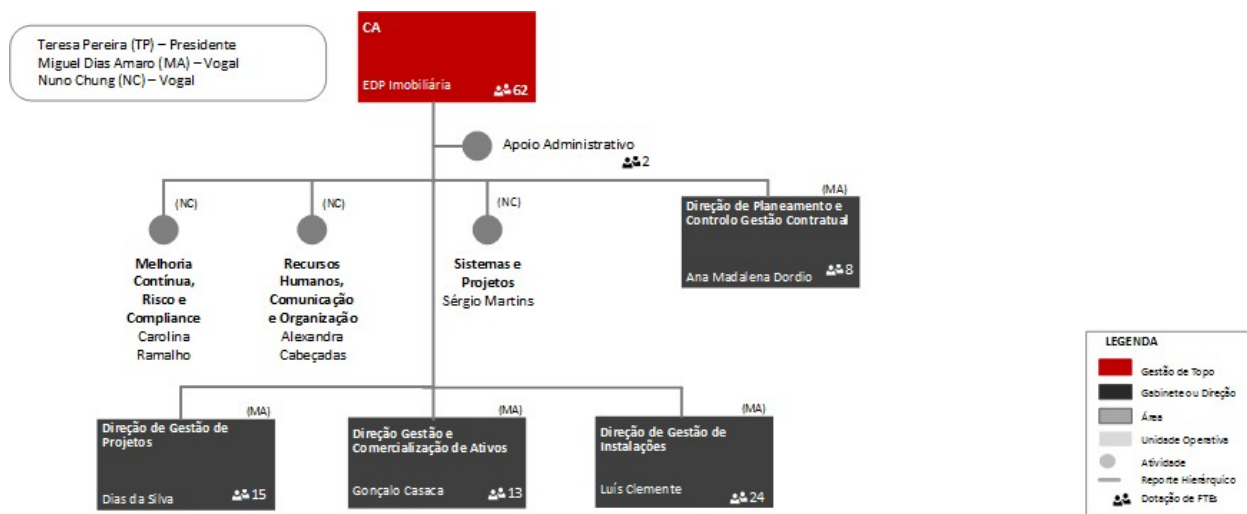 Teresa Pereira (TP) – Presidente
Miguel Dias Amaro (MA) – Vogal
Nuno Chung (NC) – Vogal
CA
EDP Imobiliária
62
Apoio Administrativo
2
(NC)
(NC)
(NC)
(MA)
Melhoria
Contínua,
Risco e
Compliance
Carolina
Ramalho
Recursos
Humanos,
Comunicação
e Organização
Alexandra
Cabeçadas
Sistemas e
Projetos
Sérgio Martins
Direção de Planeamento e
Controlo Gestão Contratual
Ana Madalena Dordio
8
(MA)
Direção de Gestão de
Projetos
Dias da Silva
15
(MA)
Direção Gestão e
Comercialização de Ativos
Gonçalo Casaca
13
(MA)
Direção de Gestão de
Instalações
Luís Clemente
24
LEGENDA
Gestão de Topo
Gabinete ou Direção
Área
Unidade Operativa
Atividade
Reporte Hierárquico
Dotação de FTEs